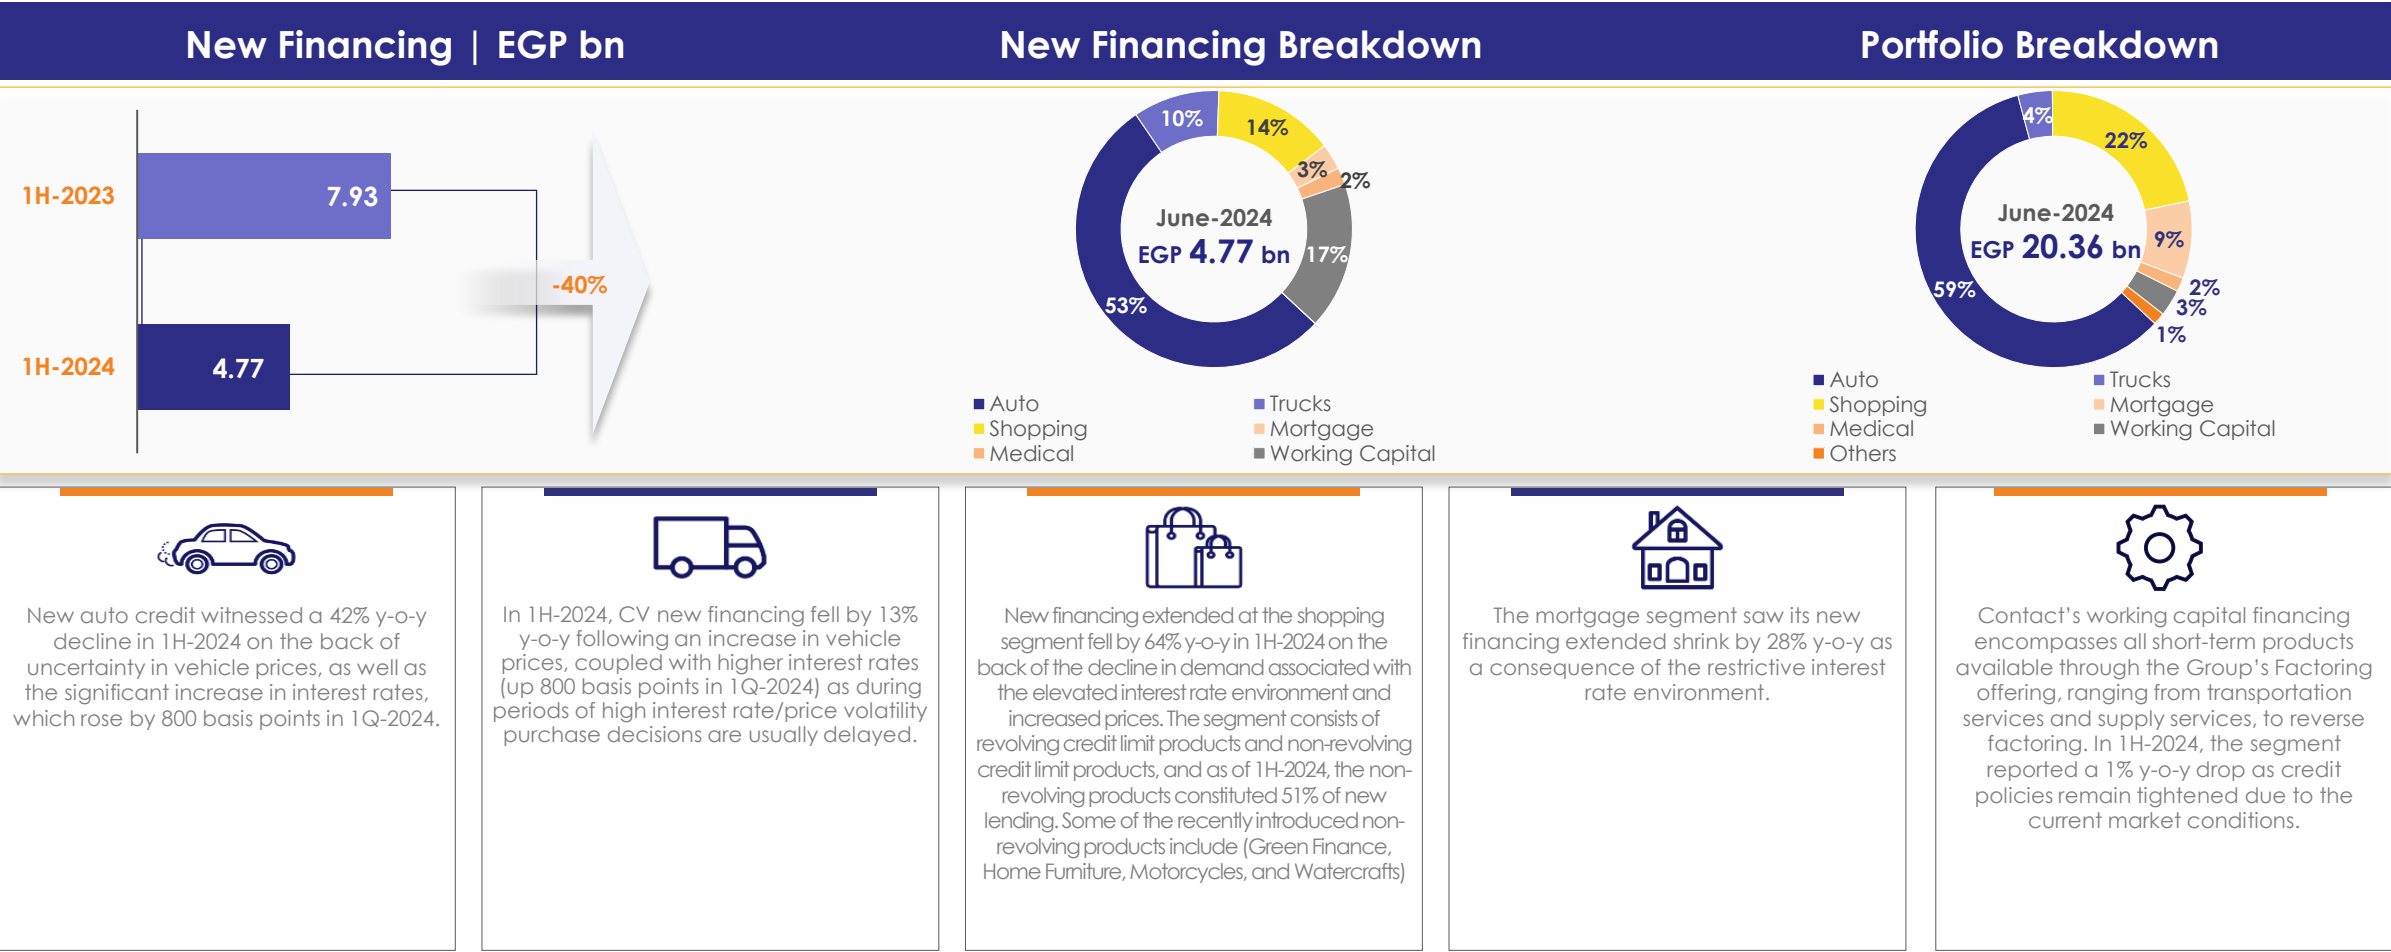 New Financing | EGP bn
New Financing Breakdown
Portfolio Breakdown
1H-2023
7.93
-40%
1H-2024
4.77
10%
14%
3%
2%
17%
53%
June-2024
EGP 4.77 bn
Auto
Trucks
Shopping
Mortgage
Medical
Working Capital
4%
22%
9%
2%
3%
1%
59%
June-2024
EGP 20.36 bn
Auto
Trucks
Shopping
Mortgage
Medical
Working Capital
Others
New auto credit witnessed a 42% y-o-y
decline in 1H-2024 on the back of
uncertainty in vehicle prices, as well as
the significant increase in interest rates,
which rose by 800 basis points in 1Q-2024.
In 1H-2024, CV new financing fell by 13%
y-o-y following an increase in vehicle
prices, coupled with higher interest rates
(up 800 basis points in 1Q-2024) as during
periods of high interest rate/price volatility
purchase decisions are usually delayed.
New financing extended at the shopping
segment fell by 64% y-o-y in 1H-2024 on the
back of the decline in demand associated with
the elevated interest rate environment and
increased prices. The segment consists of
revolving credit limit products and non-revolving
credit limit products, and as of 1H-2024, the non-
revolving products constituted 51% of new
lending. Some of the recently introduced non-
revolving products include (Green Finance,
Home Furniture, Motorcycles, and Watercrafts)
The mortgage segment saw its new
financing extended shrink by 28% y-o-y as
a consequence of the restrictive interest
rate environment.
Contact's working capital financing
encompasses all short-term products
available through the Group's Factoring
offering, ranging from transportation
services and supply services, to reverse
factoring. In 1H-2024, the segment
reported a 1% y-o-y drop as credit
policies remain tightened due to the
current market conditions.